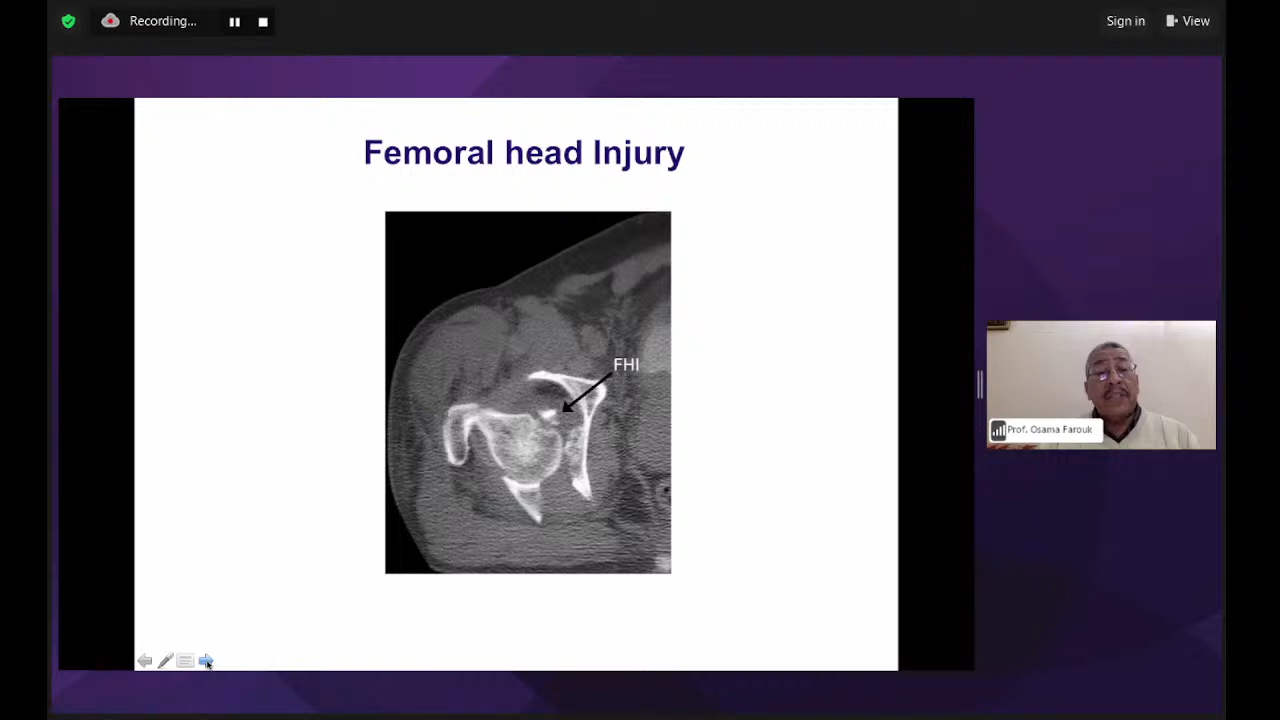 Recording...
Sign in
View
Femoral head Injury
FHI
Prof. Osama Farouk